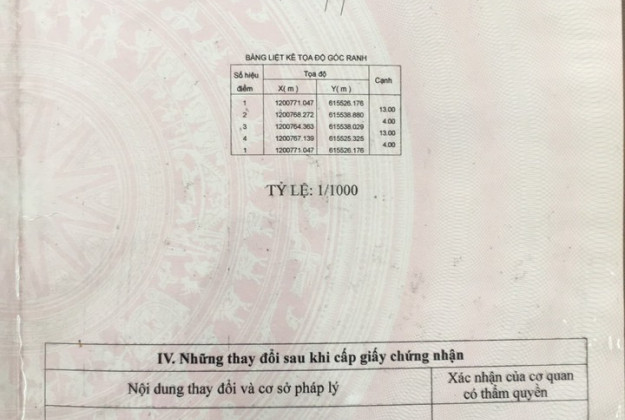 BẢNG LIỆT KÊ TỌA ĐỘ GÓC RANH
Số hiệu điểm Tọa độ Cạnh
X( m ) Y( m )
1 1200771.047 615526.176
13.00
2 1200768.272 615538.880
4.00
3 1200764.363 615538.029
13.00
4 1200767.139 615525.325
4.00
1 1200771.047 615526.176
TỶ LỆ: 1/1000
IV. Những thay đổi sau khi cấp giấy chứng nhận
Nội dung thay đổi và cơ sở pháp lý
Xác nhận của cơ quan
có thẩm quyền